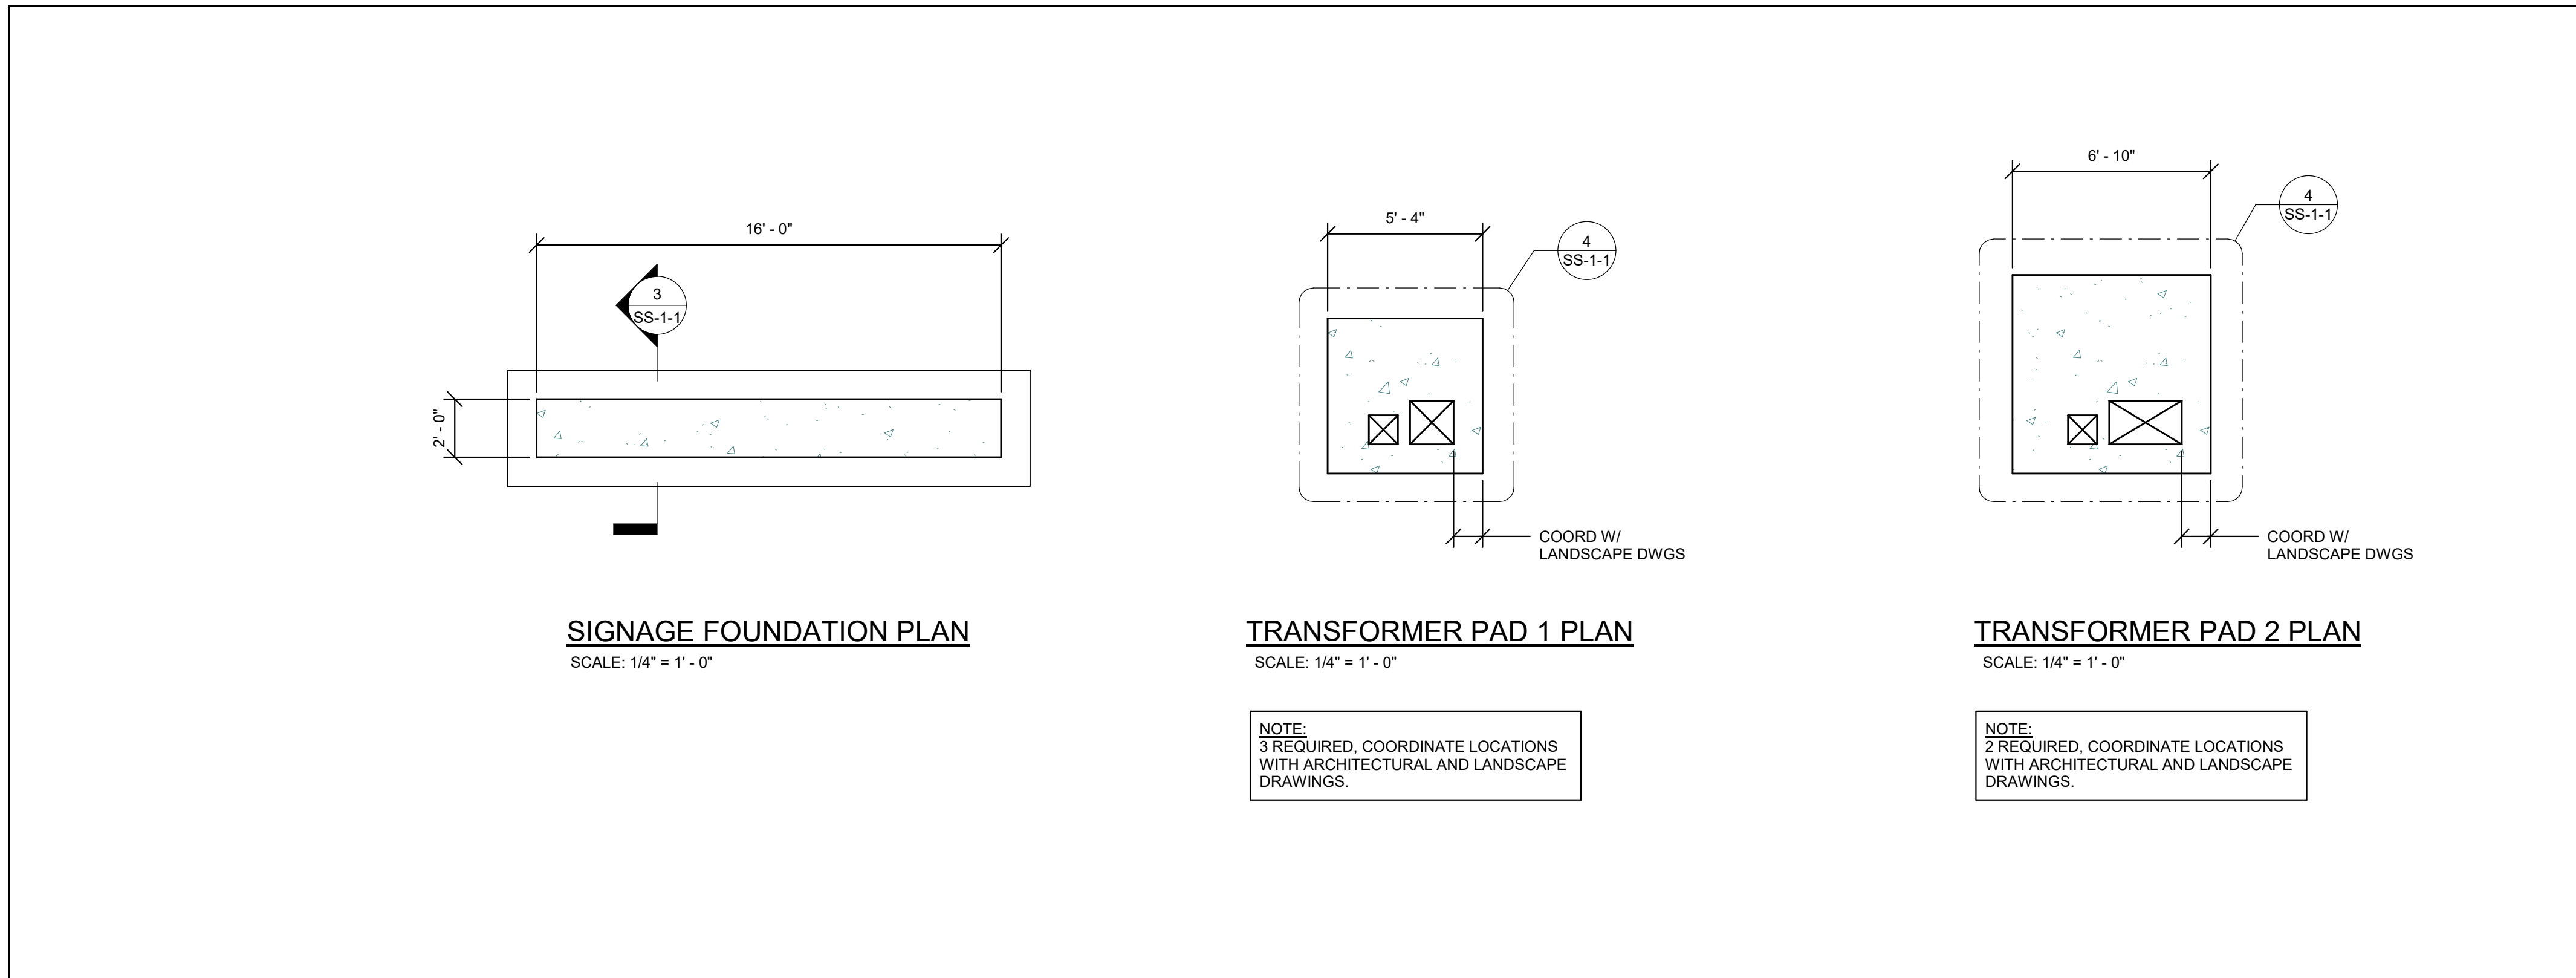 16' - 0"
3
SS-1-1
2' - 0"
SIGNAGE FOUNDATION PLAN
SCALE: 1/4" = 1' - 0"
5' - 4"
4
SS-1-1
COORD W/
LANDSCAPE DWGS
TRANSFORMER PAD 1 PLAN
SCALE: 1/4" = 1' - 0"
NOTE:
3 REQUIRED, COORDINATE LOCATIONS
WITH ARCHITECTURAL AND LANDSCAPE
DRAWINGS.
6' - 10"
4
SS-1-1
COORD W/
LANDSCAPE DWGS
TRANSFORMER PAD 2 PLAN
SCALE: 1/4" = 1' - 0"
NOTE:
2 REQUIRED, COORDINATE LOCATIONS
WITH ARCHITECTURAL AND LANDSCAPE
DRAWINGS.